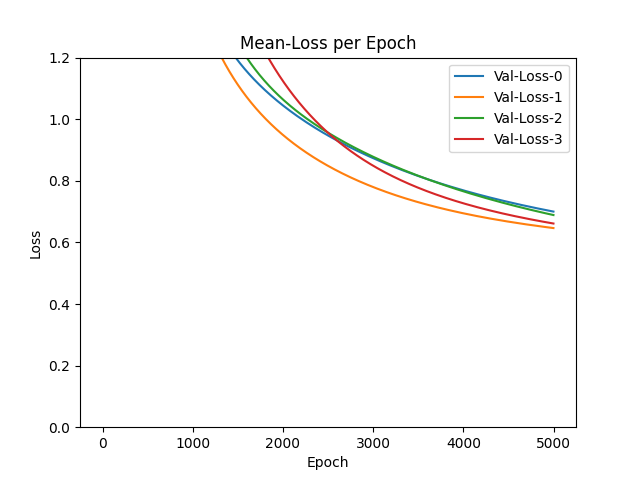 Mean-Loss per Epoch
1.2
1.0
0.8
0.6
0.4
0.2
0.0
Loss
Val-Loss-0
Val-Loss-1
Val-Loss-2
Val-Loss-3
0 1000 2000 3000 4000 5000
Epoch